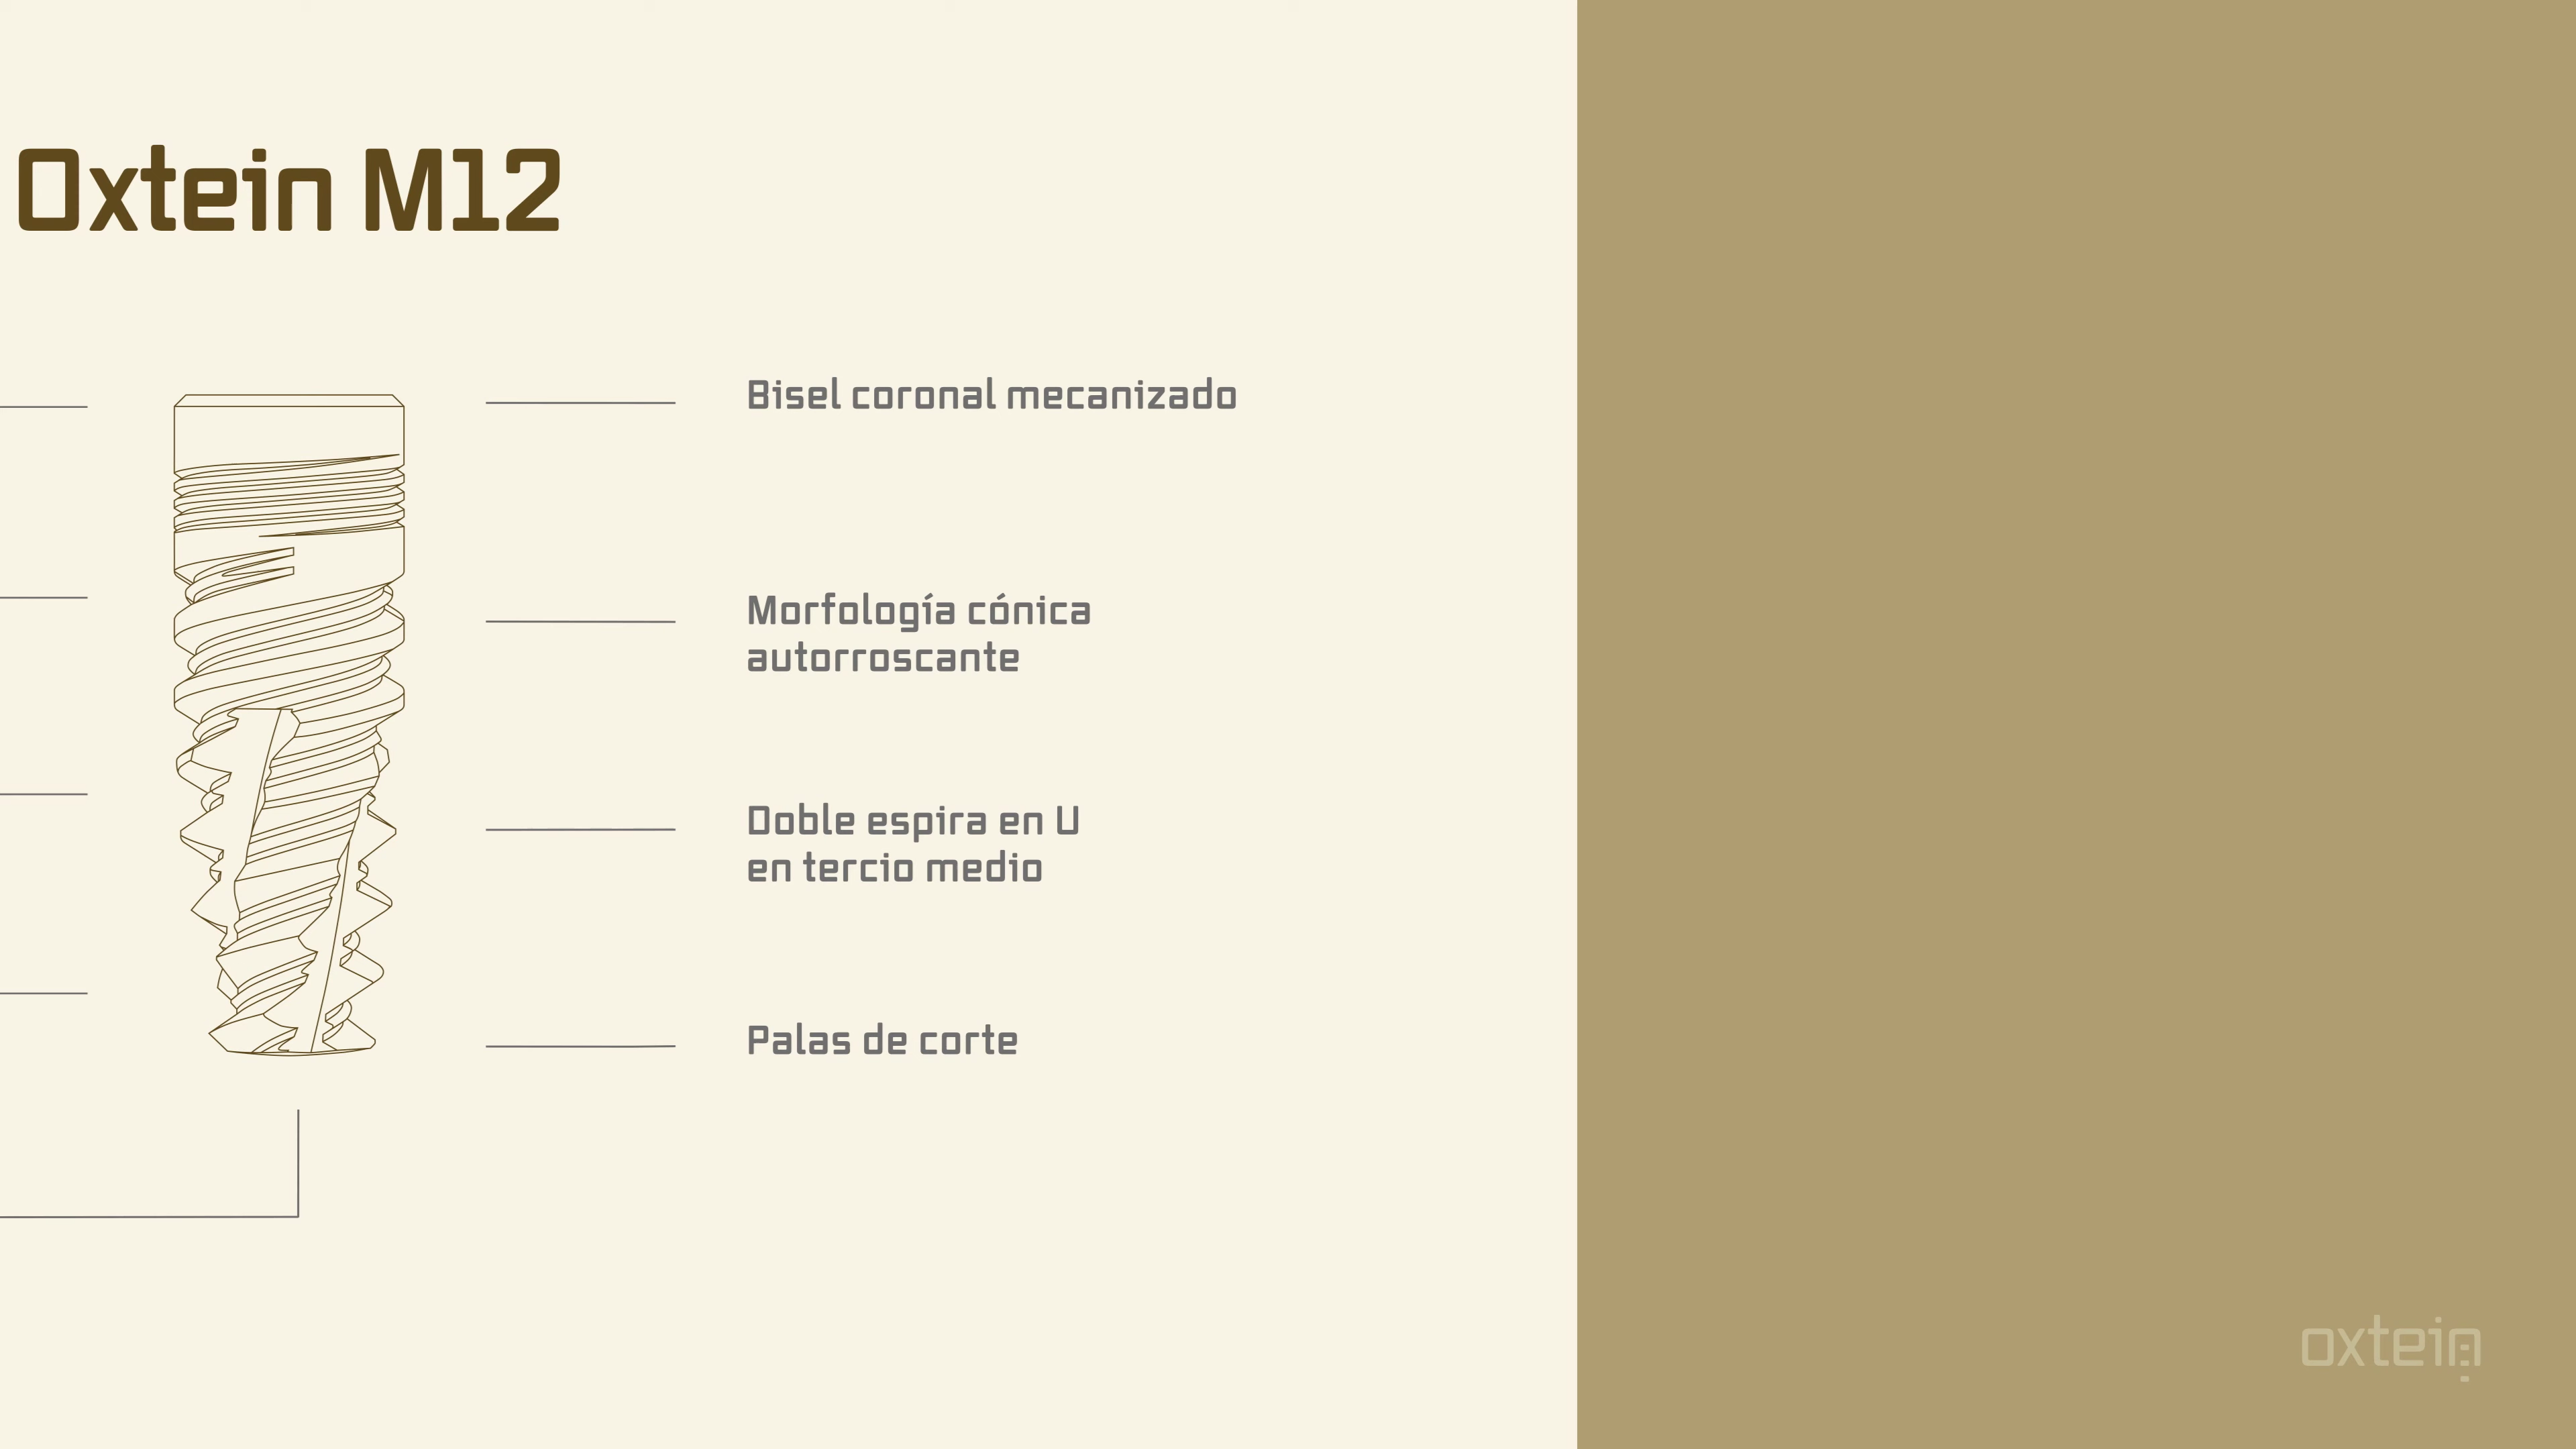 Oxtein M12
Bisel coronal mecanizado
Morfología cónica
autorroscante
Doble espira en U
en tercio medio
Palas de corte
oxtein